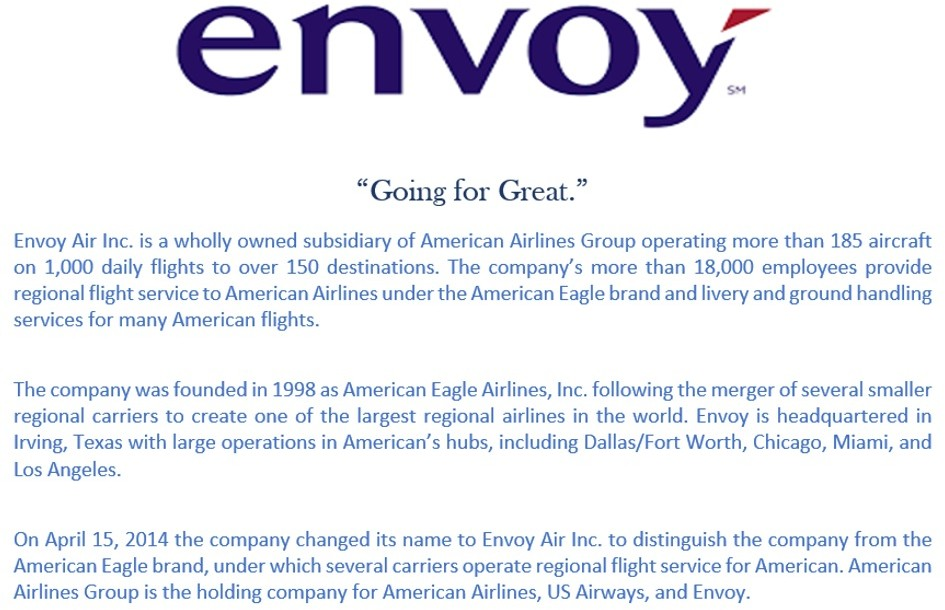 envoy
SM
“Going for Great.”
Envoy Air Inc. is a wholly owned subsidiary of American Airlines Group operating more than 185 aircraft
on 1,000 daily flights to over 150 destinations. The company’s more than 18,000 employees provide
regional flight service to American Airlines under the American Eagle brand and livery and ground handling
services for many American flights.
The company was founded in 1998 as American Eagle Airlines, Inc. following the merger of several smaller
regional carriers to create one of the largest regional airlines in the world. Envoy is headquartered in
Irving, Texas with large operations in American’s hubs, including Dallas/Fort Worth, Chicago, Miami, and
Los Angeles.
On April 15, 2014 the company changed its name to Envoy Air Inc. to distinguish the company from the
American Eagle brand, under which several carriers operate regional flight service for American. American
Airlines Group is the holding company for American Airlines, US Airways, and Envoy.